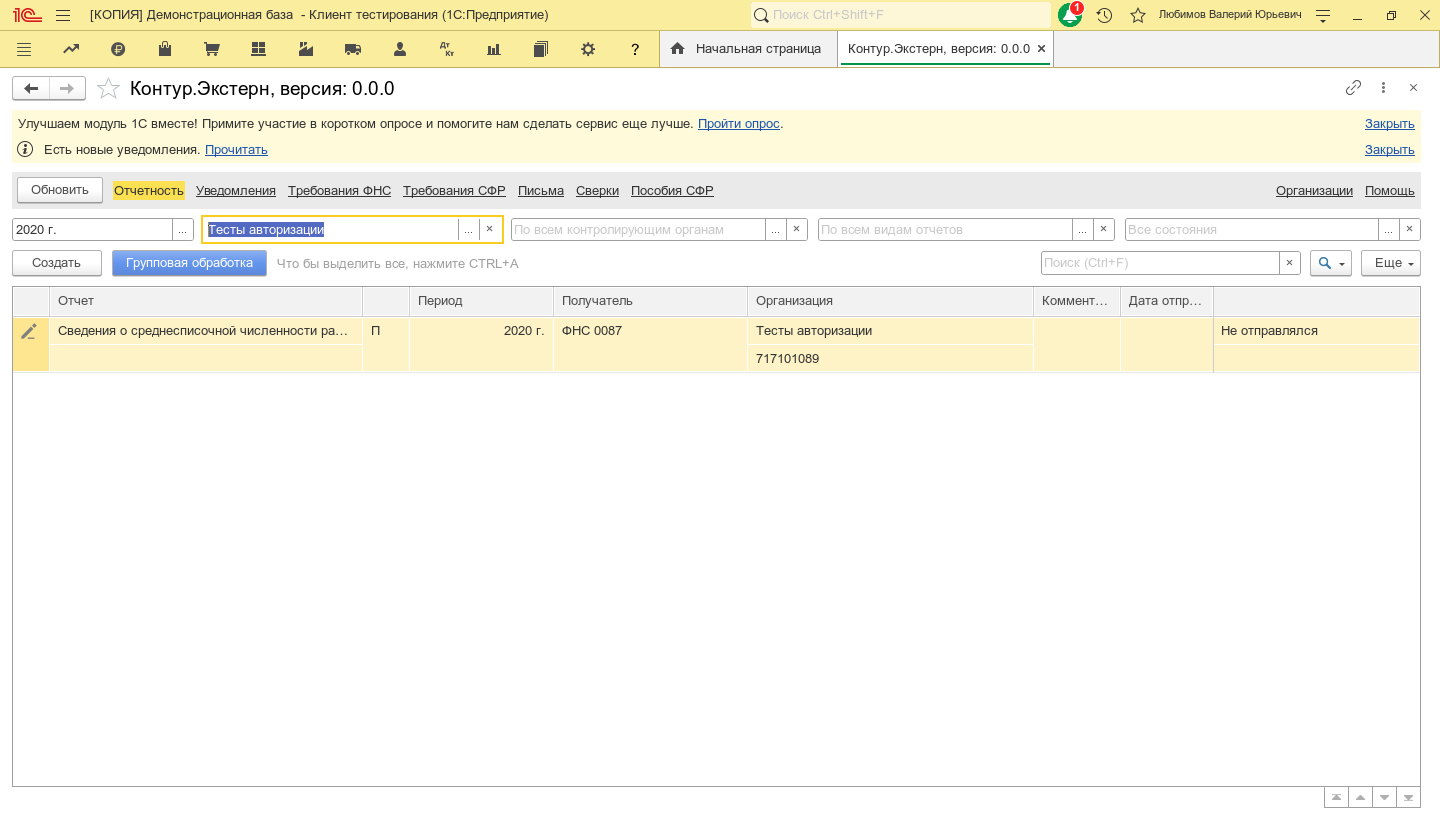 [КОПИЯ] Демонстрационная база - Клиент тестирования (1С:Предприятие)
Поиск Ctrl+Shift+F
1
Любимов Валерий Юрьевич
Дт Кт
?
Начальная страница
Контур.Экстерн, версия: 0.0.0
Контур.Экстерн, версия: 0.0.0
Улучшаем модуль 1С вместе! Примите участие в коротком опросе и помогите нам сделать сервис еще лучше. Пройти опрос.
Закрыть
Есть новые уведомления. Прочитать
Закрыть
Обновить
Отчетность
Уведомления
Требования ФНС
Требования СФР
Письма
Сверки
Пособия СФР
Организации
Помощь
2020 г.
...
Тесты авторизации
...
По всем контролирующим органам
...
По всем видам отчетов
...
Все состояния
...
Создать
Групповая обработка
Что бы выделить все, нажмите CTRL+A
Поиск (Ctrl+F)
Еще
Отчет
Период
Получатель
Организация
Коммент...
Дата отпр...
Сведения о среднесписочной численности ра...
П
2020 г.
ФНС 0087
Тесты авторизации
Не отправлялся
717101089